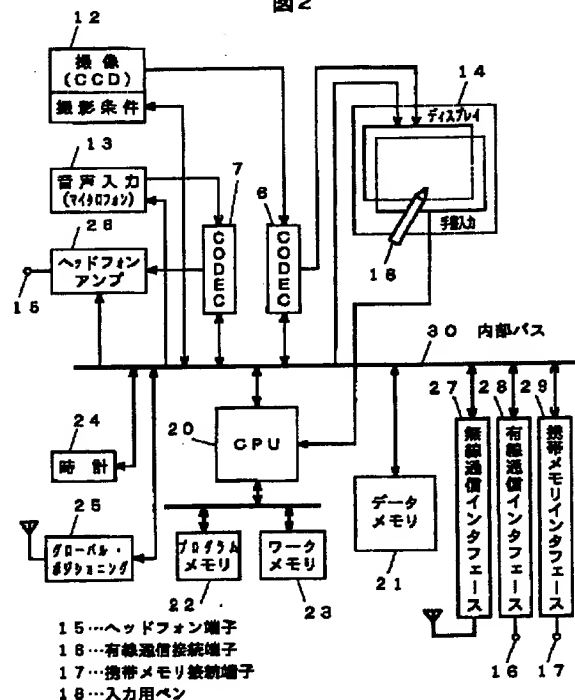 図2
12
撮像
(CCD)
撮影条件
13
音声入力
(マイクロフォン)
26
ヘッドフォン
アンプ
15
7
CODEC
6
CODEC
14
ディスプレイ
手書入力
18
30 内部バス
24
時計
25
グローバル・
ポジショニング
20
CPU
プログラム
メモリ
22
ワーク
メモリ
23
データ
メモリ
21
27
無線通信インタフェース
28
有線通信インタフェース
29
携帯メモリインタフェース
16
17
15…ヘッドフォン端子
16…有線通信接続端子
17…携帯メモリ接続端子
18…入力用ペン